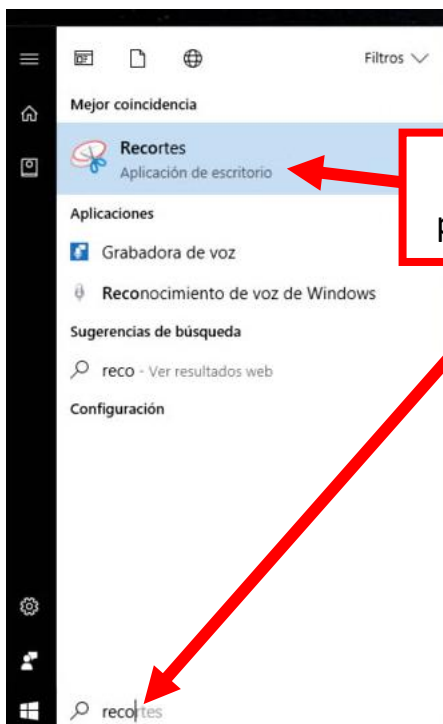 Filtros
Mejor coincidencia
Recortes
Aplicación de escritorio
Aplicaciones
Grabadora de voz
Reconocimiento de voz de Windows
Sugerencias de búsqueda
reco - Ver resultados web
Configuración
recortes